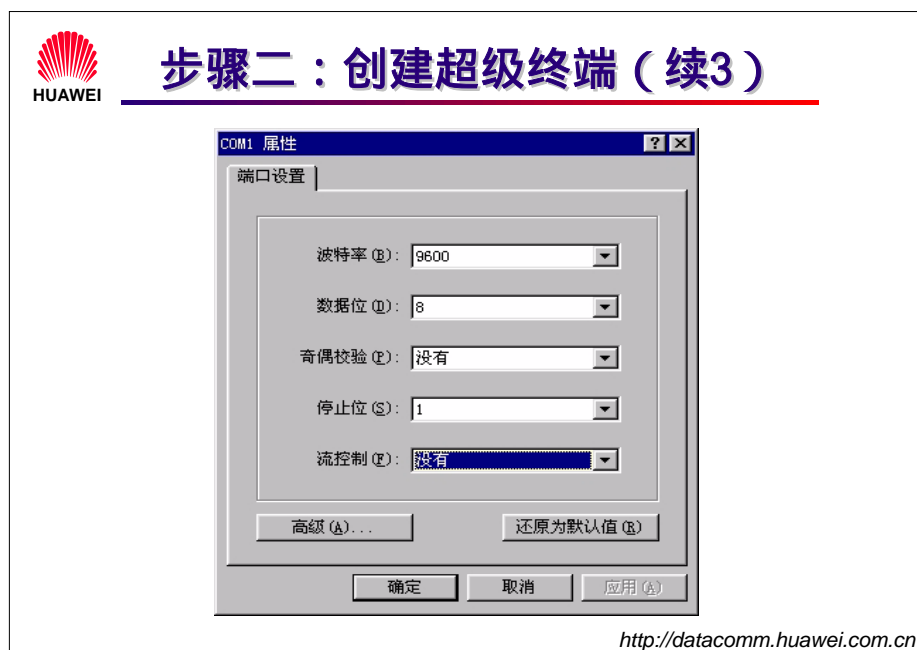 步骤二：创建超级终端（续3）
HUAWEI
COM1 属性
端口设置
波特率(B): 9600
数据位(D): 8
奇偶校验(P): 没有
停止位(S): 1
流控制(F): 没有
高级(A)... 还原为默认值(R)
确定 取消 应用(A)
http://datacomm.huawei.com.cn